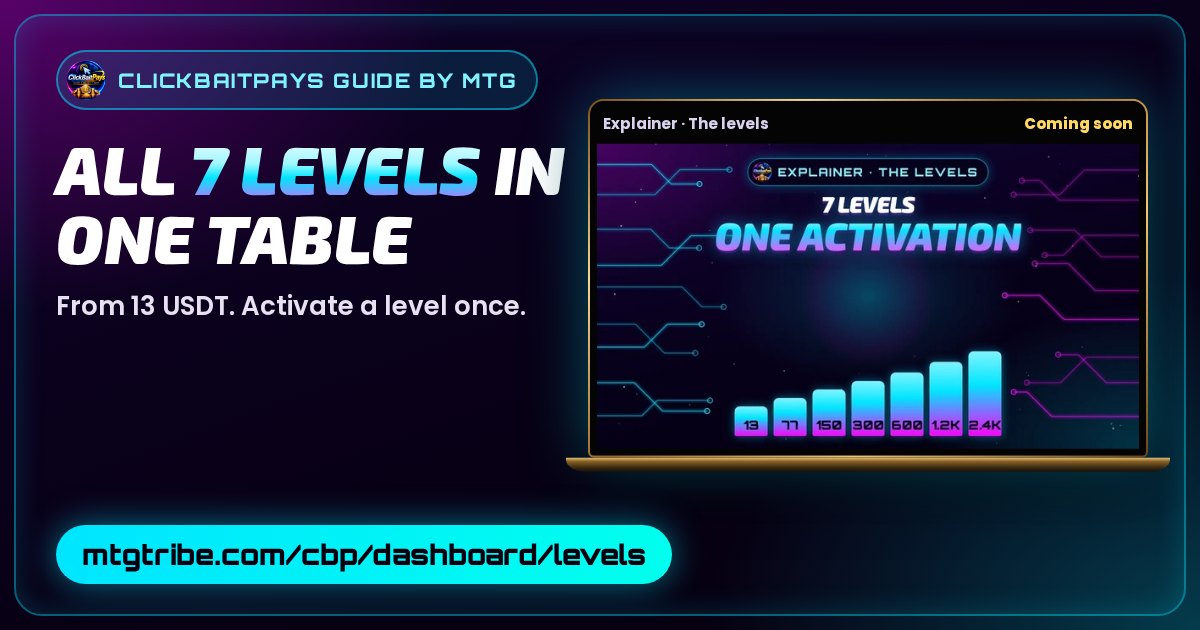 ClickBaitPays
CLICKBAITPAYS GUIDE BY MTG
ALL 7 LEVELS IN
ONE TABLE
From 13 USDT. Activate a level once.
Explainer · The levels
Coming soon
EXPLAINER · THE LEVELS
7 LEVELS
ONE ACTIVATION
13 77 150 300 600 1.2K 2.4K
mtgtribe.com/cbp/dashboard/levels